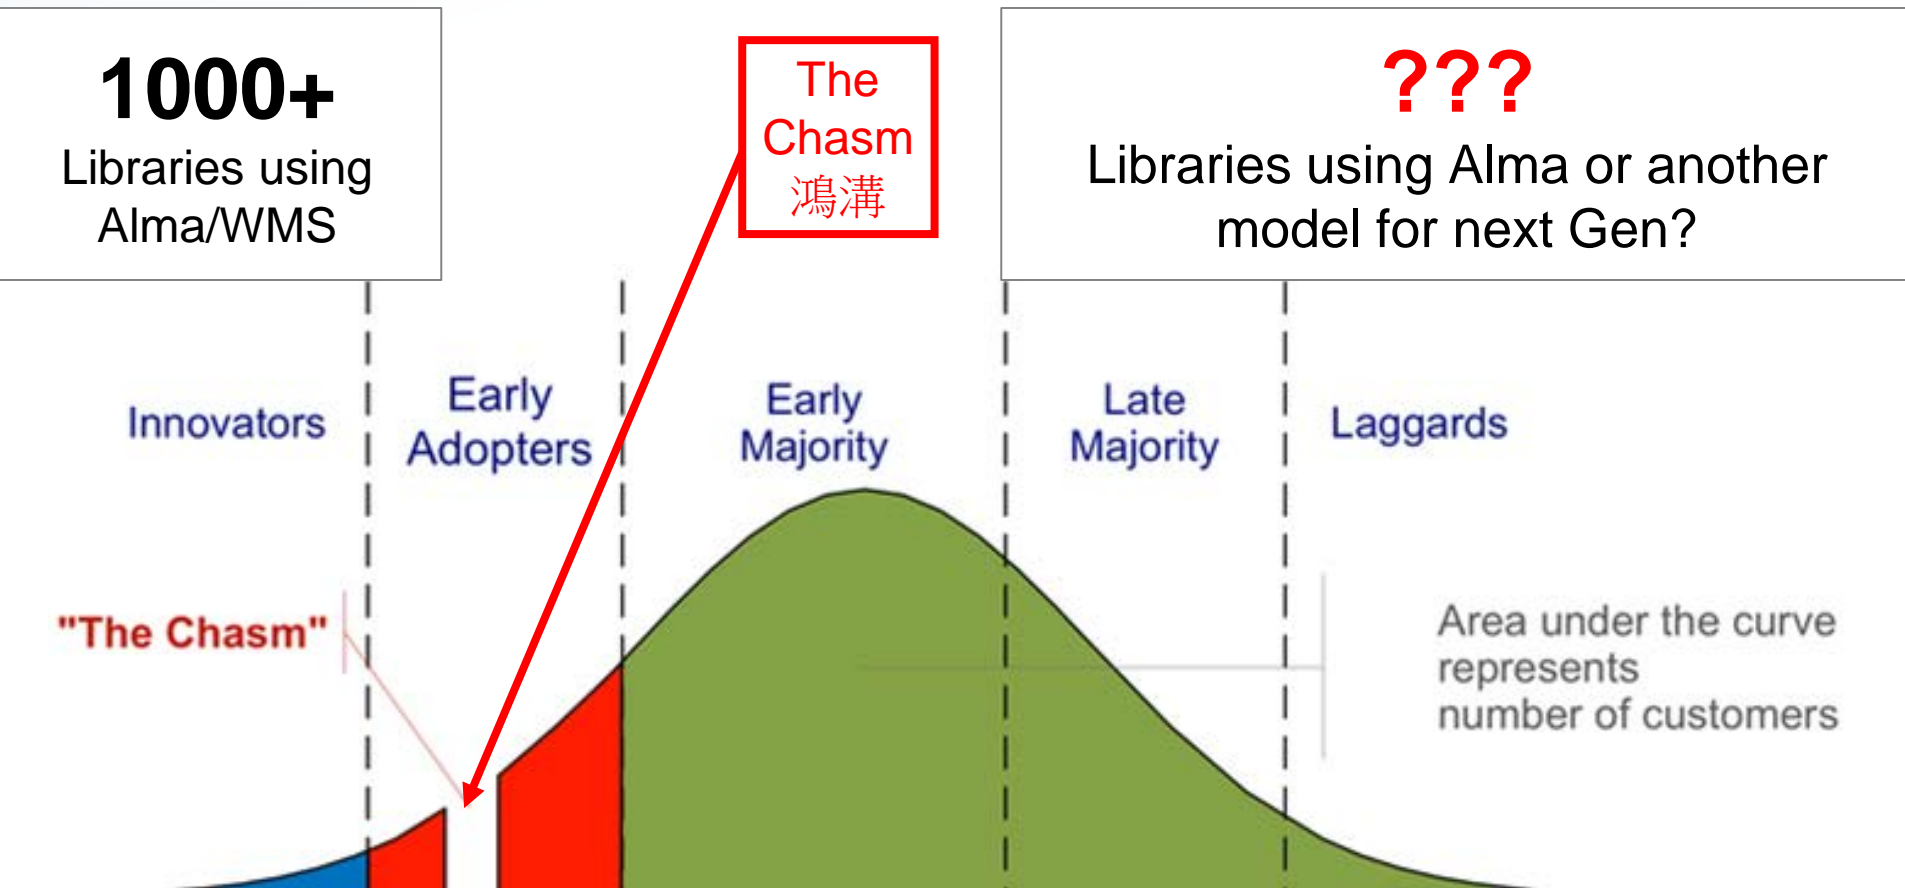 1000+
Libraries using
Alma/WMS
The
Chasm
鴻溝
???
Libraries using Alma or another
model for next Gen?
Innovators
Early
Adopters
Early
Majority
Late
Majority
Laggards
"The Chasm"
Area under the curve
represents
number of customers